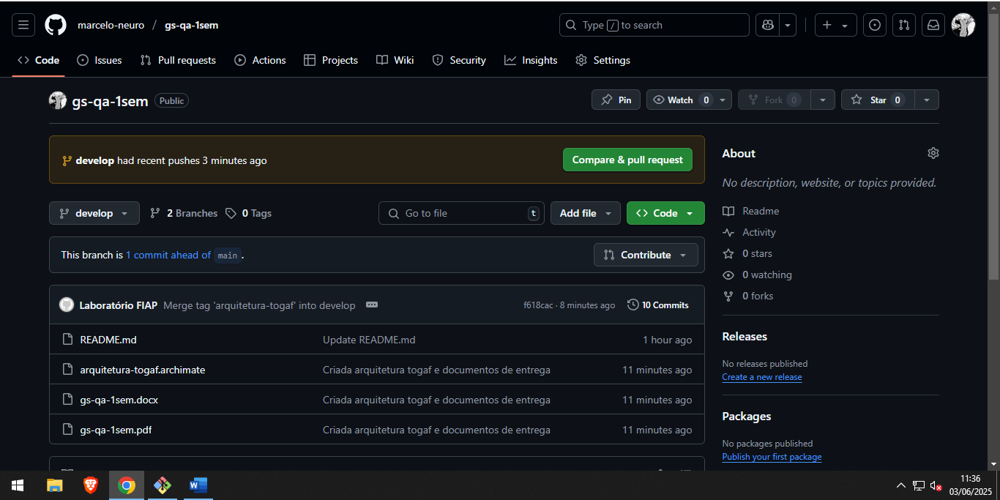 marcelo-neuro / gs-qa-1sem
Type / to search
Code Issues Pull requests Actions Projects Wiki Security Insights Settings
gs-qa-1sem Public
Pin Watch 0 Fork 0 Star 0
develop had recent pushes 3 minutes ago
Compare & pull request
develop 2 Branches 0 Tags
Go to file t
Add file
Code
This branch is 1 commit ahead of main .
Contribute
Laboratório FIAP Merge tag 'arquitetura-togaf' into develop f618cac · 8 minutes ago 10 Commits
README.md Update README.md 1 hour ago
arquitetura-togaf.archimate Criada arquitetura togaf e documentos de entrega 11 minutes ago
gs-qa-1sem.docx Criada arquitetura togaf e documentos de entrega 11 minutes ago
gs-qa-1sem.pdf Criada arquitetura togaf e documentos de entrega 11 minutes ago
About
No description, website, or topics provided.
Readme
Activity
0 stars
0 watching
0 forks
Releases
No releases published
Create a new release
Packages
No packages published
Publish your first package
11:36
03/06/2025